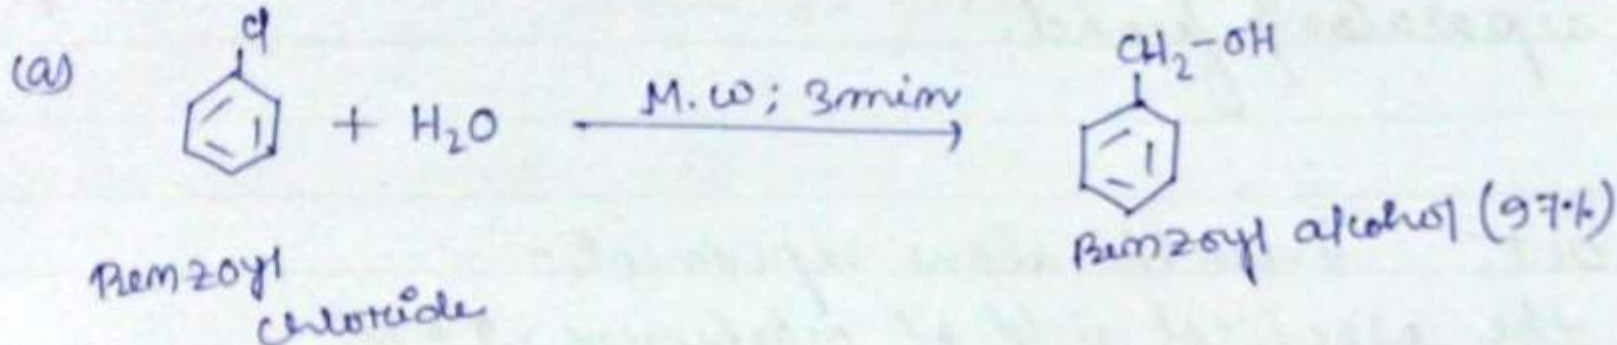 (a) Cl + H₂O M.W; 3min CH₂-OH
Benzoyl chloride
Benzoyl alcohol (97%)